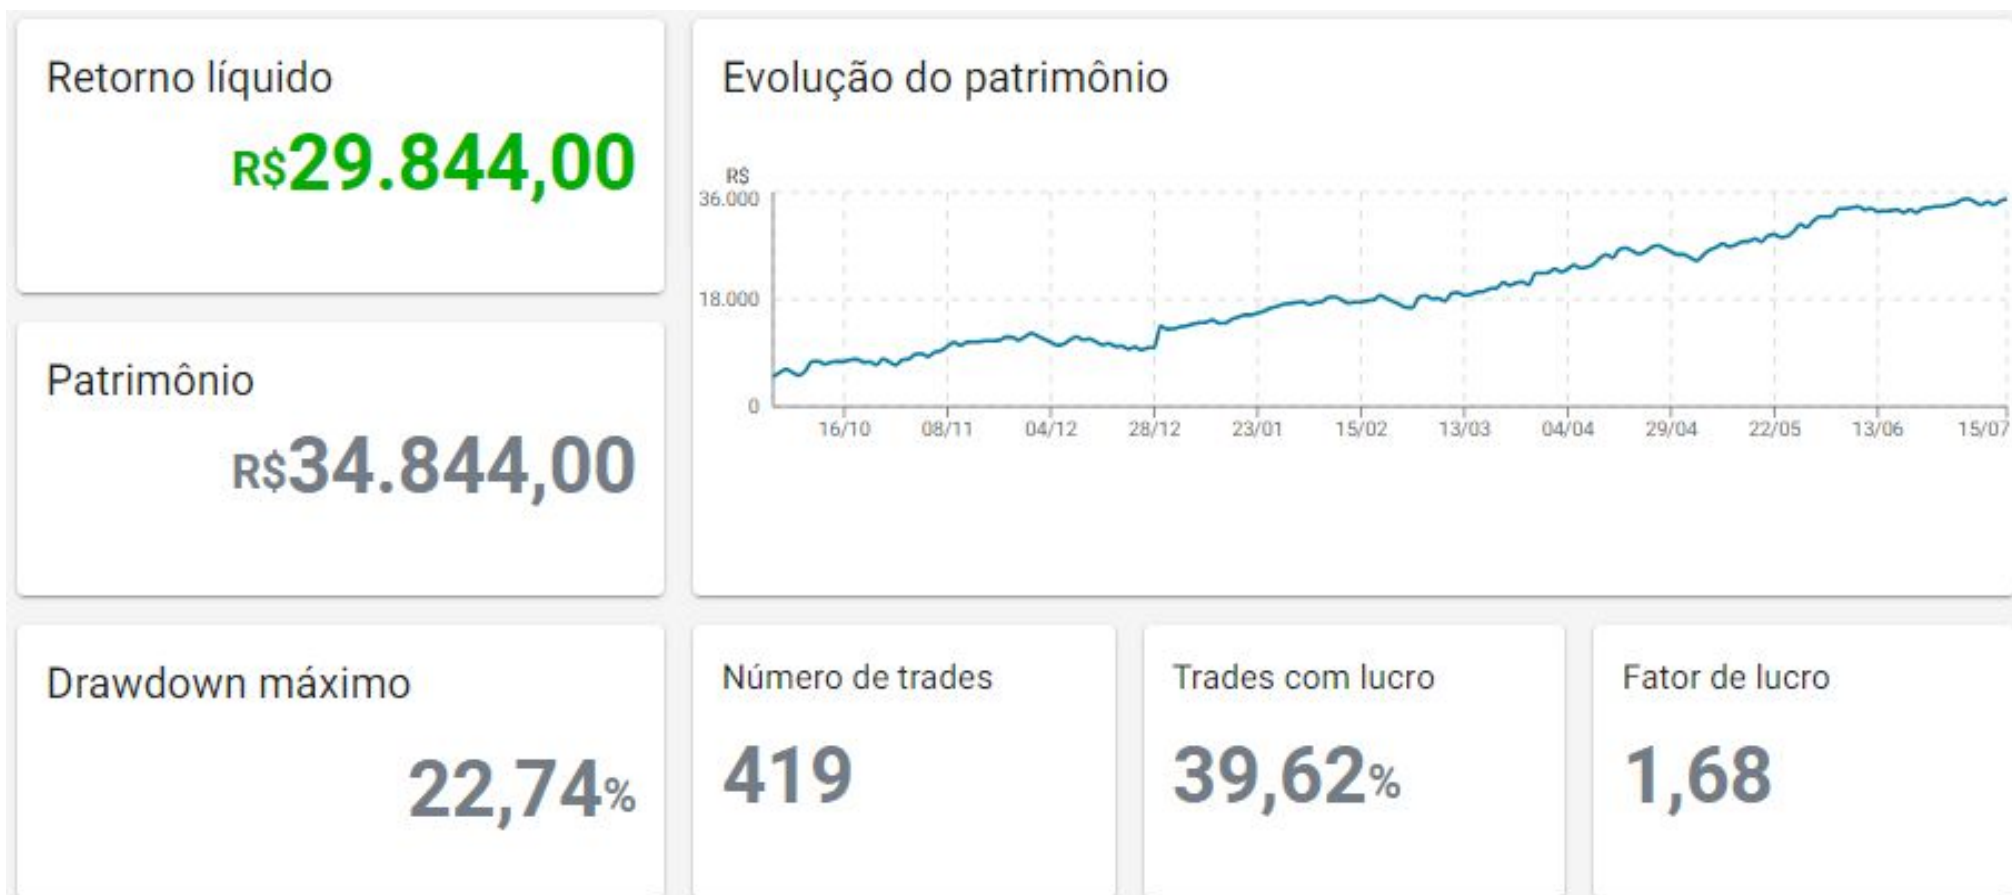 Retorno líquido
R$29.844,00
Evolução do patrimônio
R$
36.000
18.000
0
16/10 08/11 04/12 28/12 23/01 15/02 13/03 04/04 29/04 22/05 13/06 15/07
Patrimônio
R$34.844,00
Drawdown máximo
22,74%
Número de trades
419
Trades com lucro
39,62%
Fator de lucro
1,68